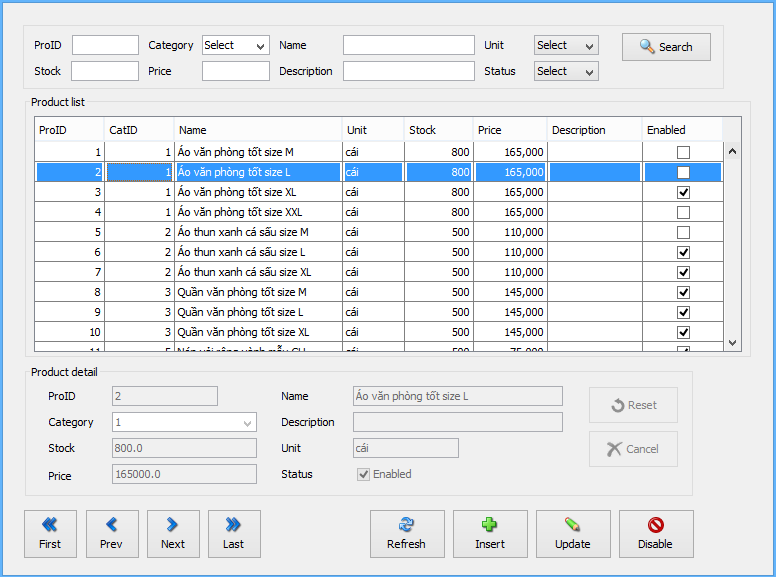 ProID Category Select Name Unit Select Search
Stock Price Description Status Select
Product list
ProID CatID Name Unit Stock Price Description Enabled
1 1 Áo văn phòng tốt size M cái 800 165,000
2 1 Áo văn phòng tốt size L cái 800 165,000
3 1 Áo văn phòng tốt size XL cái 800 165,000
4 1 Áo văn phòng tốt size XXL cái 800 165,000
5 2 Áo thun xanh cá sấu size M cái 500 110,000
6 2 Áo thun xanh cá sấu size L cái 500 110,000
7 2 Áo thun xanh cá sấu size XL cái 500 110,000
8 3 Quần văn phòng tốt size M cái 500 145,000
9 3 Quần văn phòng tốt size L cái 500 145,000
10 3 Quần văn phòng tốt size XL cái 500 145,000
Product detail
ProID 2 Name Áo văn phòng tốt size L Reset
Category 1 Description
Stock 800.0 Unit cái Cancel
Price 165000.0 Status Enabled
First Prev Next Last Refresh Insert Update Disable